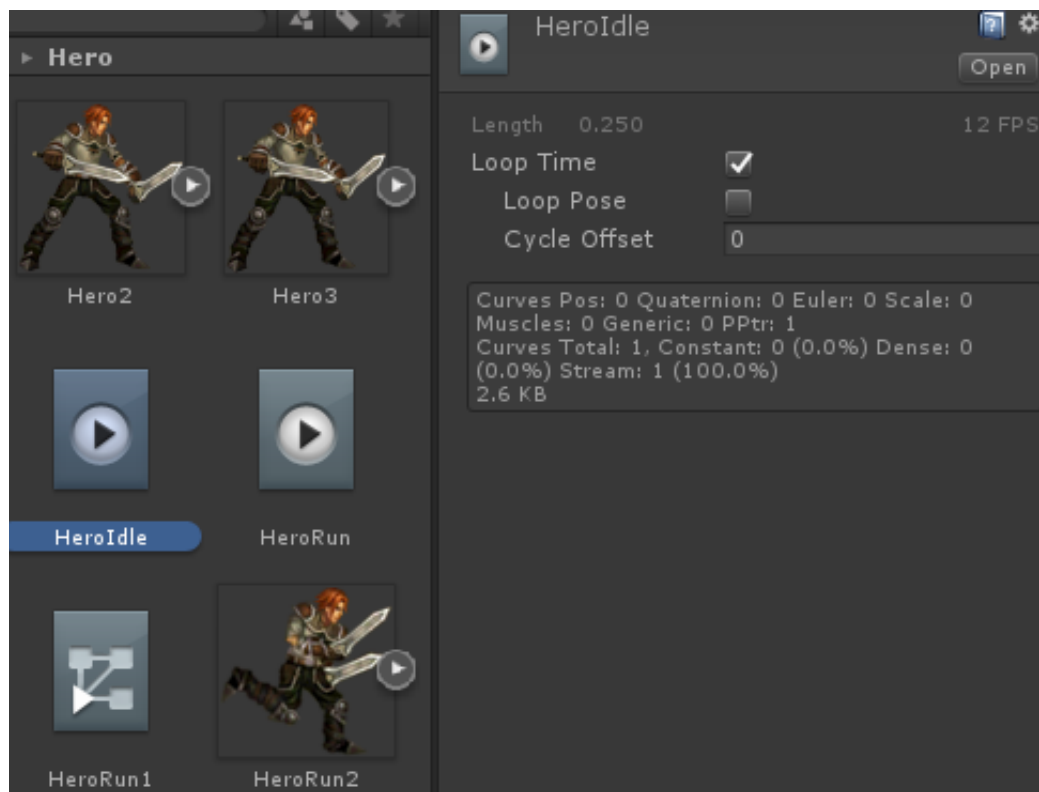 Hero
Hero2
Hero3
HeroIdle
HeroRun
HeroRun1
HeroRun2
HeroIdle
Open
Length 0.250 12 FPS
Loop Time
Loop Pose
Cycle Offset 0
Curves Pos: 0 Quaternion: 0 Euler: 0 Scale: 0
Muscles: 0 Generic: 0 PPtr: 1
Curves Total: 1, Constant: 0 (0.0%) Dense: 0
(0.0%) Stream: 1 (100.0%)
2.6 KB